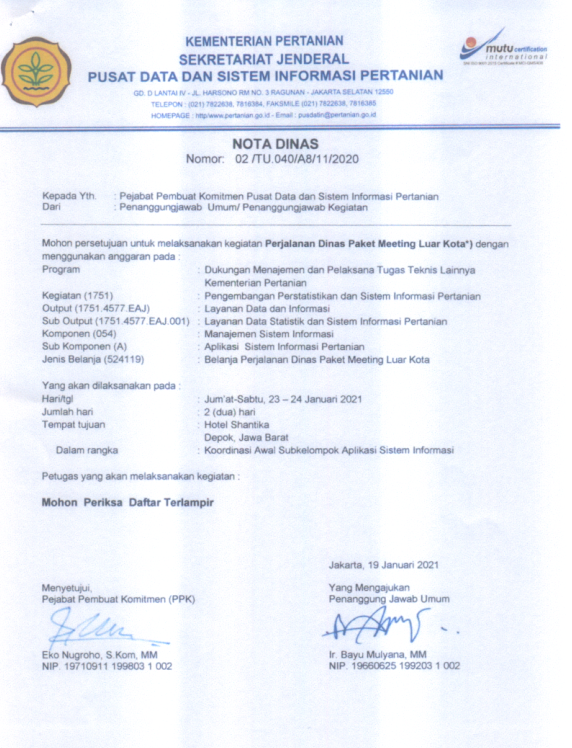 KEMENTERIAN PERTANIAN
SEKRETARIAT JENDERAL
PUSAT DATA DAN SISTEM INFORMASI PERTANIAN
GD. D LANTAI IV - JL. HARSONO RM NO. 3 RAGUNAN - JAKARTA SELATAN 12550
TELEPON : (021) 7822638, 7816384, FAKSMILE (021) 7822638, 7816385
HOMEPAGE : http/www.pertanian.go.id - Email : pusdatin@pertanian.go.id
mutu certification
international
NOTA DINAS
Nomor: 02 /TU.040/A8/11/2020
Kepada Yth. : Pejabat Pembuat Komitmen Pusat Data dan Sistem Informasi Pertanian
Dari : Penanggungjawab Umum/ Penanggungjawab Kegiatan
Mohon persetujuan untuk melaksanakan kegiatan Perjalanan Dinas Paket Meeting Luar Kota*) dengan
menggunakan anggaran pada :
Program : Dukungan Menajemen dan Pelaksana Tugas Teknis Lainnya
Kementerian Pertanian
Kegiatan (1751) : Pengembangan Perstatistikan dan Sistem Informasi Pertanian
Output (1751.4577.EAJ) : Layanan Data dan Informasi
Sub Output (1751.4577.EAJ.001) : Layanan Data Statistik dan Sistem Informasi Pertanian
Komponen (054) : Manajemen Sistem Informasi
Sub Komponen (A) : Aplikasi Sistem Informasi Pertanian
Jenis Belanja (524119) : Belanja Perjalanan Dinas Paket Meeting Luar Kota
Yang akan dilaksanakan pada :
Hari/tgl : Jum'at-Sabtu, 23 – 24 Januari 2021
Jumlah hari : 2 (dua) hari
Tempat tujuan : Hotel Shantika
Depok, Jawa Barat
Dalam rangka : Koordinasi Awal Subkelompok Aplikasi Sistem Informasi
Petugas yang akan melaksanakan kegiatan :
Mohon Periksa Daftar Terlampir
Jakarta, 19 Januari 2021
Menyetujui,
Pejabat Pembuat Komitmen (PPK)
Yang Mengajukan
Penanggung Jawab Umum
Eko Nugroho, S.Kom, MM
NIP. 19710911 199803 1 002
Ir. Bayu Mulyana, MM
NIP. 19660625 199203 1 002